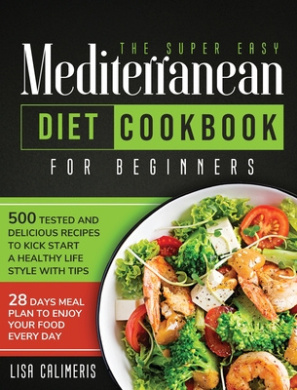 THE SUPER EASY
Mediterranean
DIET COOKBOOK
FOR BEGINNERS
500 TESTED AND
DELICIOUS RECIPES
TO KICK START
A HEALTHY LIFE
STYLE WITH TIPS
28 DAYS MEAL
PLAN TO ENJOY
YOUR FOOD
EVERY DAY
LISA CALIMERIS